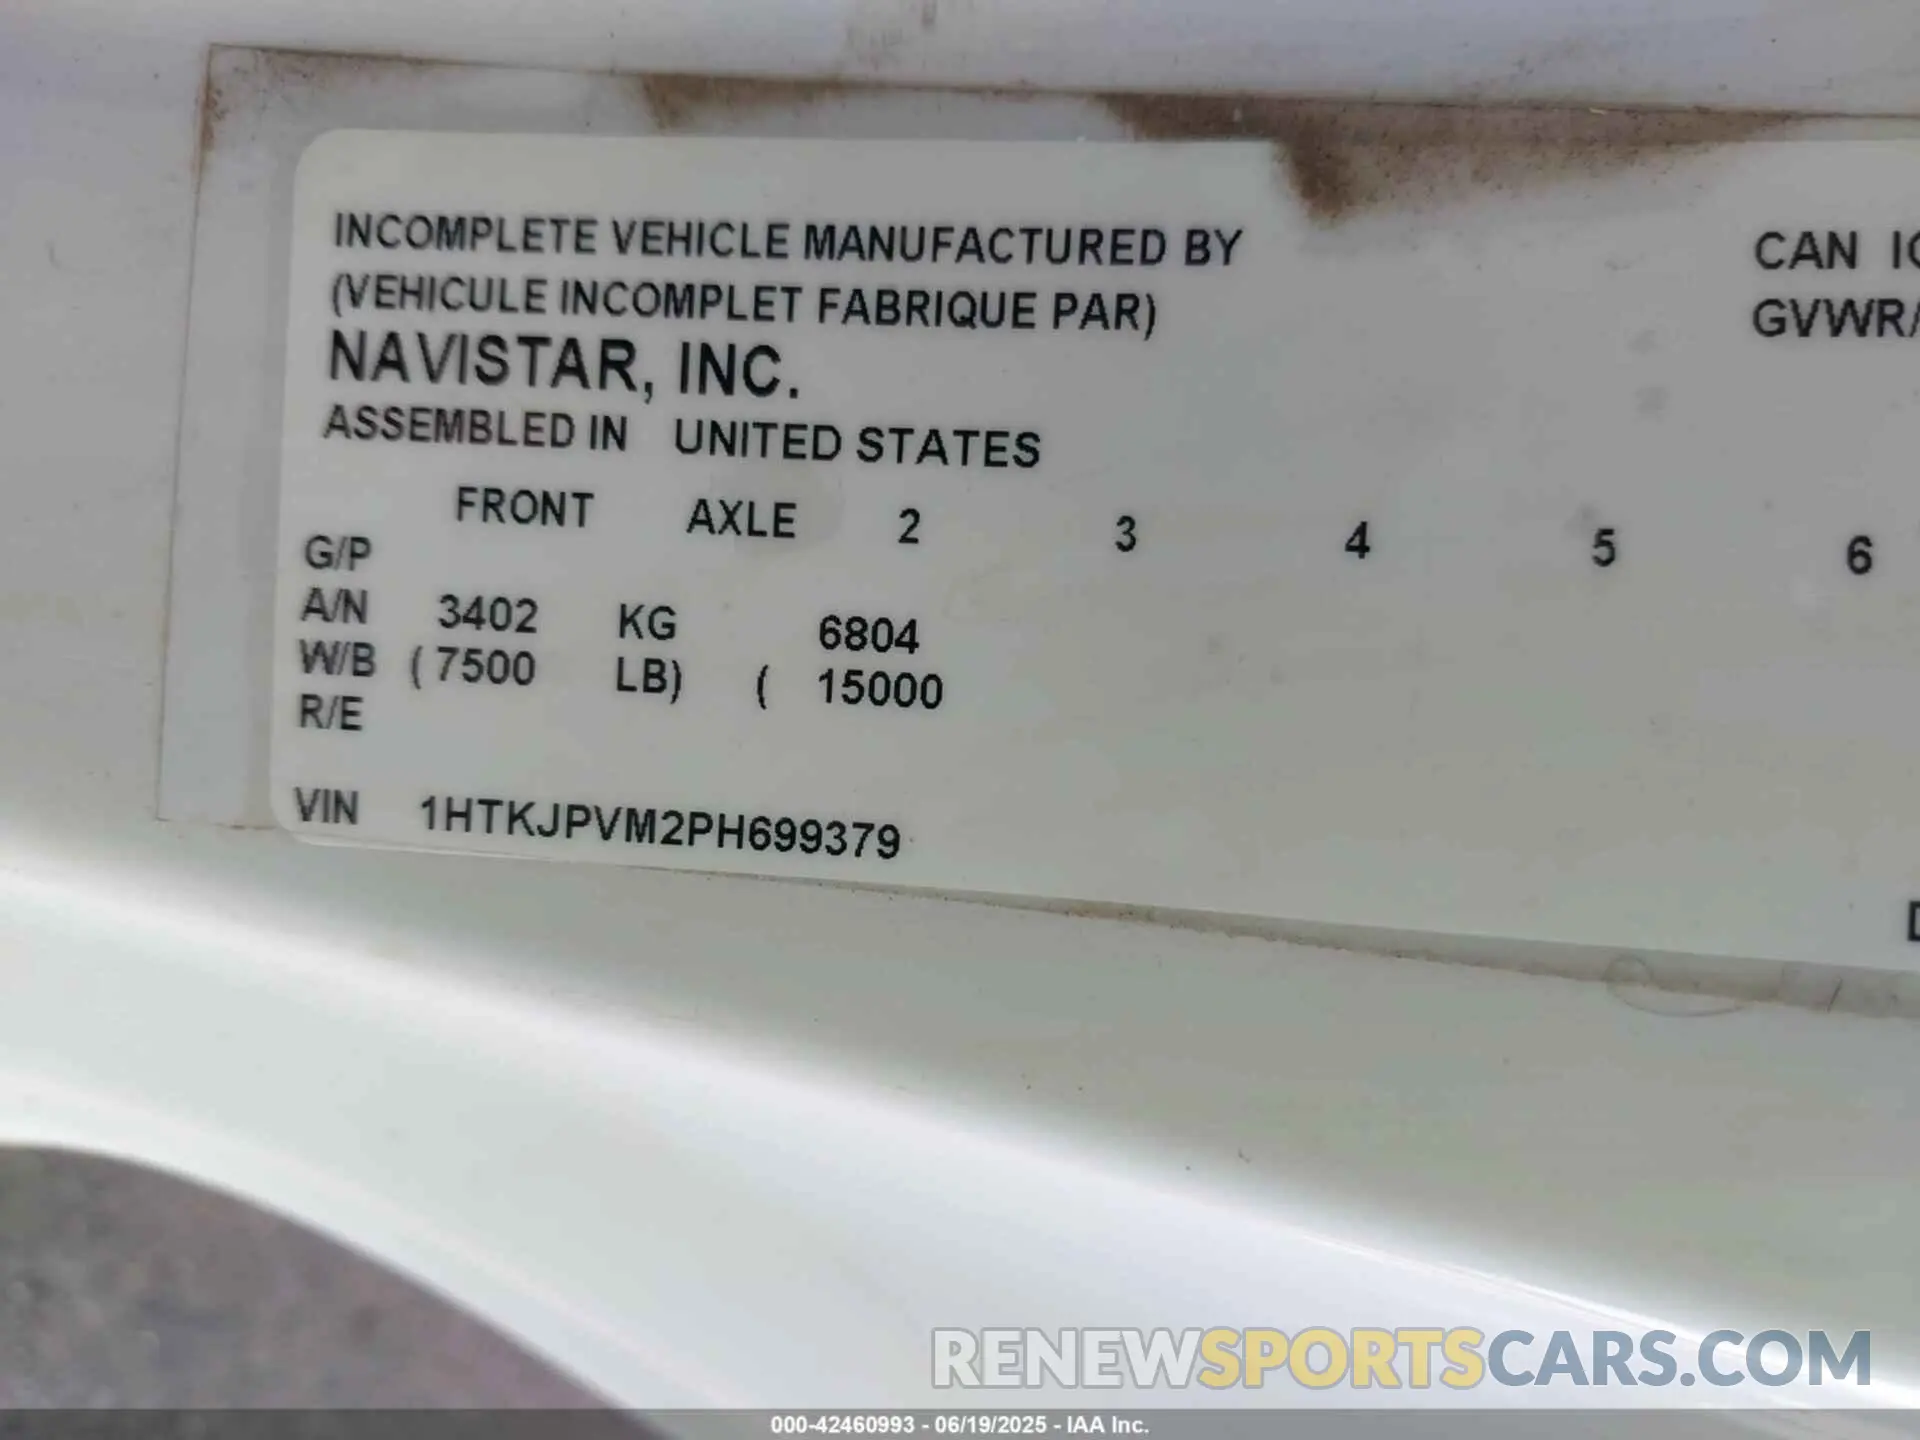 INCOMPLETE VEHICLE MANUFACTURED BY
(VEHICULE INCOMPLET FABRIQUE PAR)
NAVISTAR, INC.
ASSEMBLED IN UNITED STATES
CAN
GVWR/
FRONT AXLE 2 3 4 5 6
G/P
A/N 3402 KG 6804
W/B (7500 LB) ( 15000
R/E
VIN 1HTKJPVM2PH699379
RENEWSPORTSCARS.COM
000-42460993 - 06/19/2025 - IAA Inc.